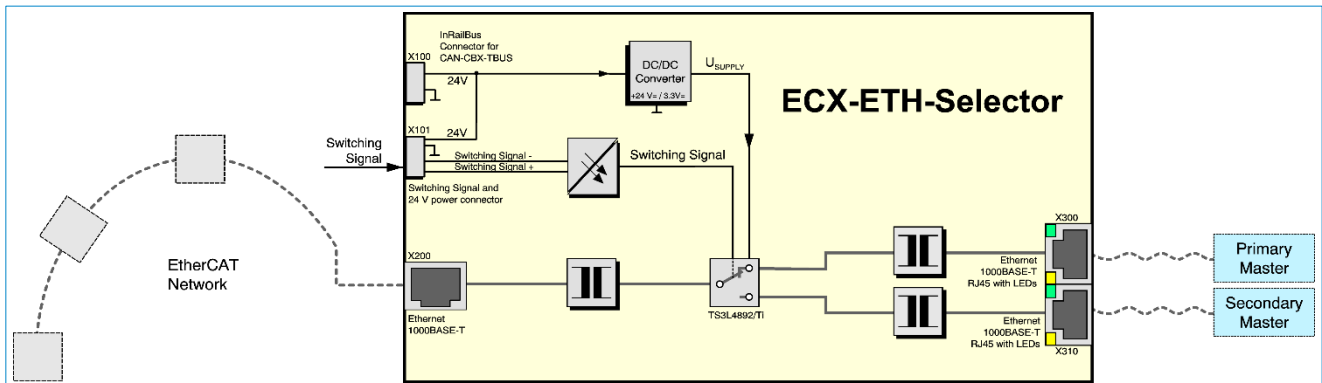 InRailBus
Connector for
CAN-CBX-TBUS
X100
24V
DC/DC
Converter
+24 V= / 3.3V=
USUPPLY
ECX-ETH-Selector
X101
24V
Switching
Signal
Switching Signal -
Switching Signal +
Switching Signal
Switching Signal and
24 V power connector
EtherCAT
Network
X200
Ethernet
1000BASE-T
TS3L4892/Ti
X300
Ethernet
1000BASE-T
RJ45 with LEDs
Primary
Master
Ethernet
1000BASE-T
RJ45 with LEDs
X310
Secondary
Master